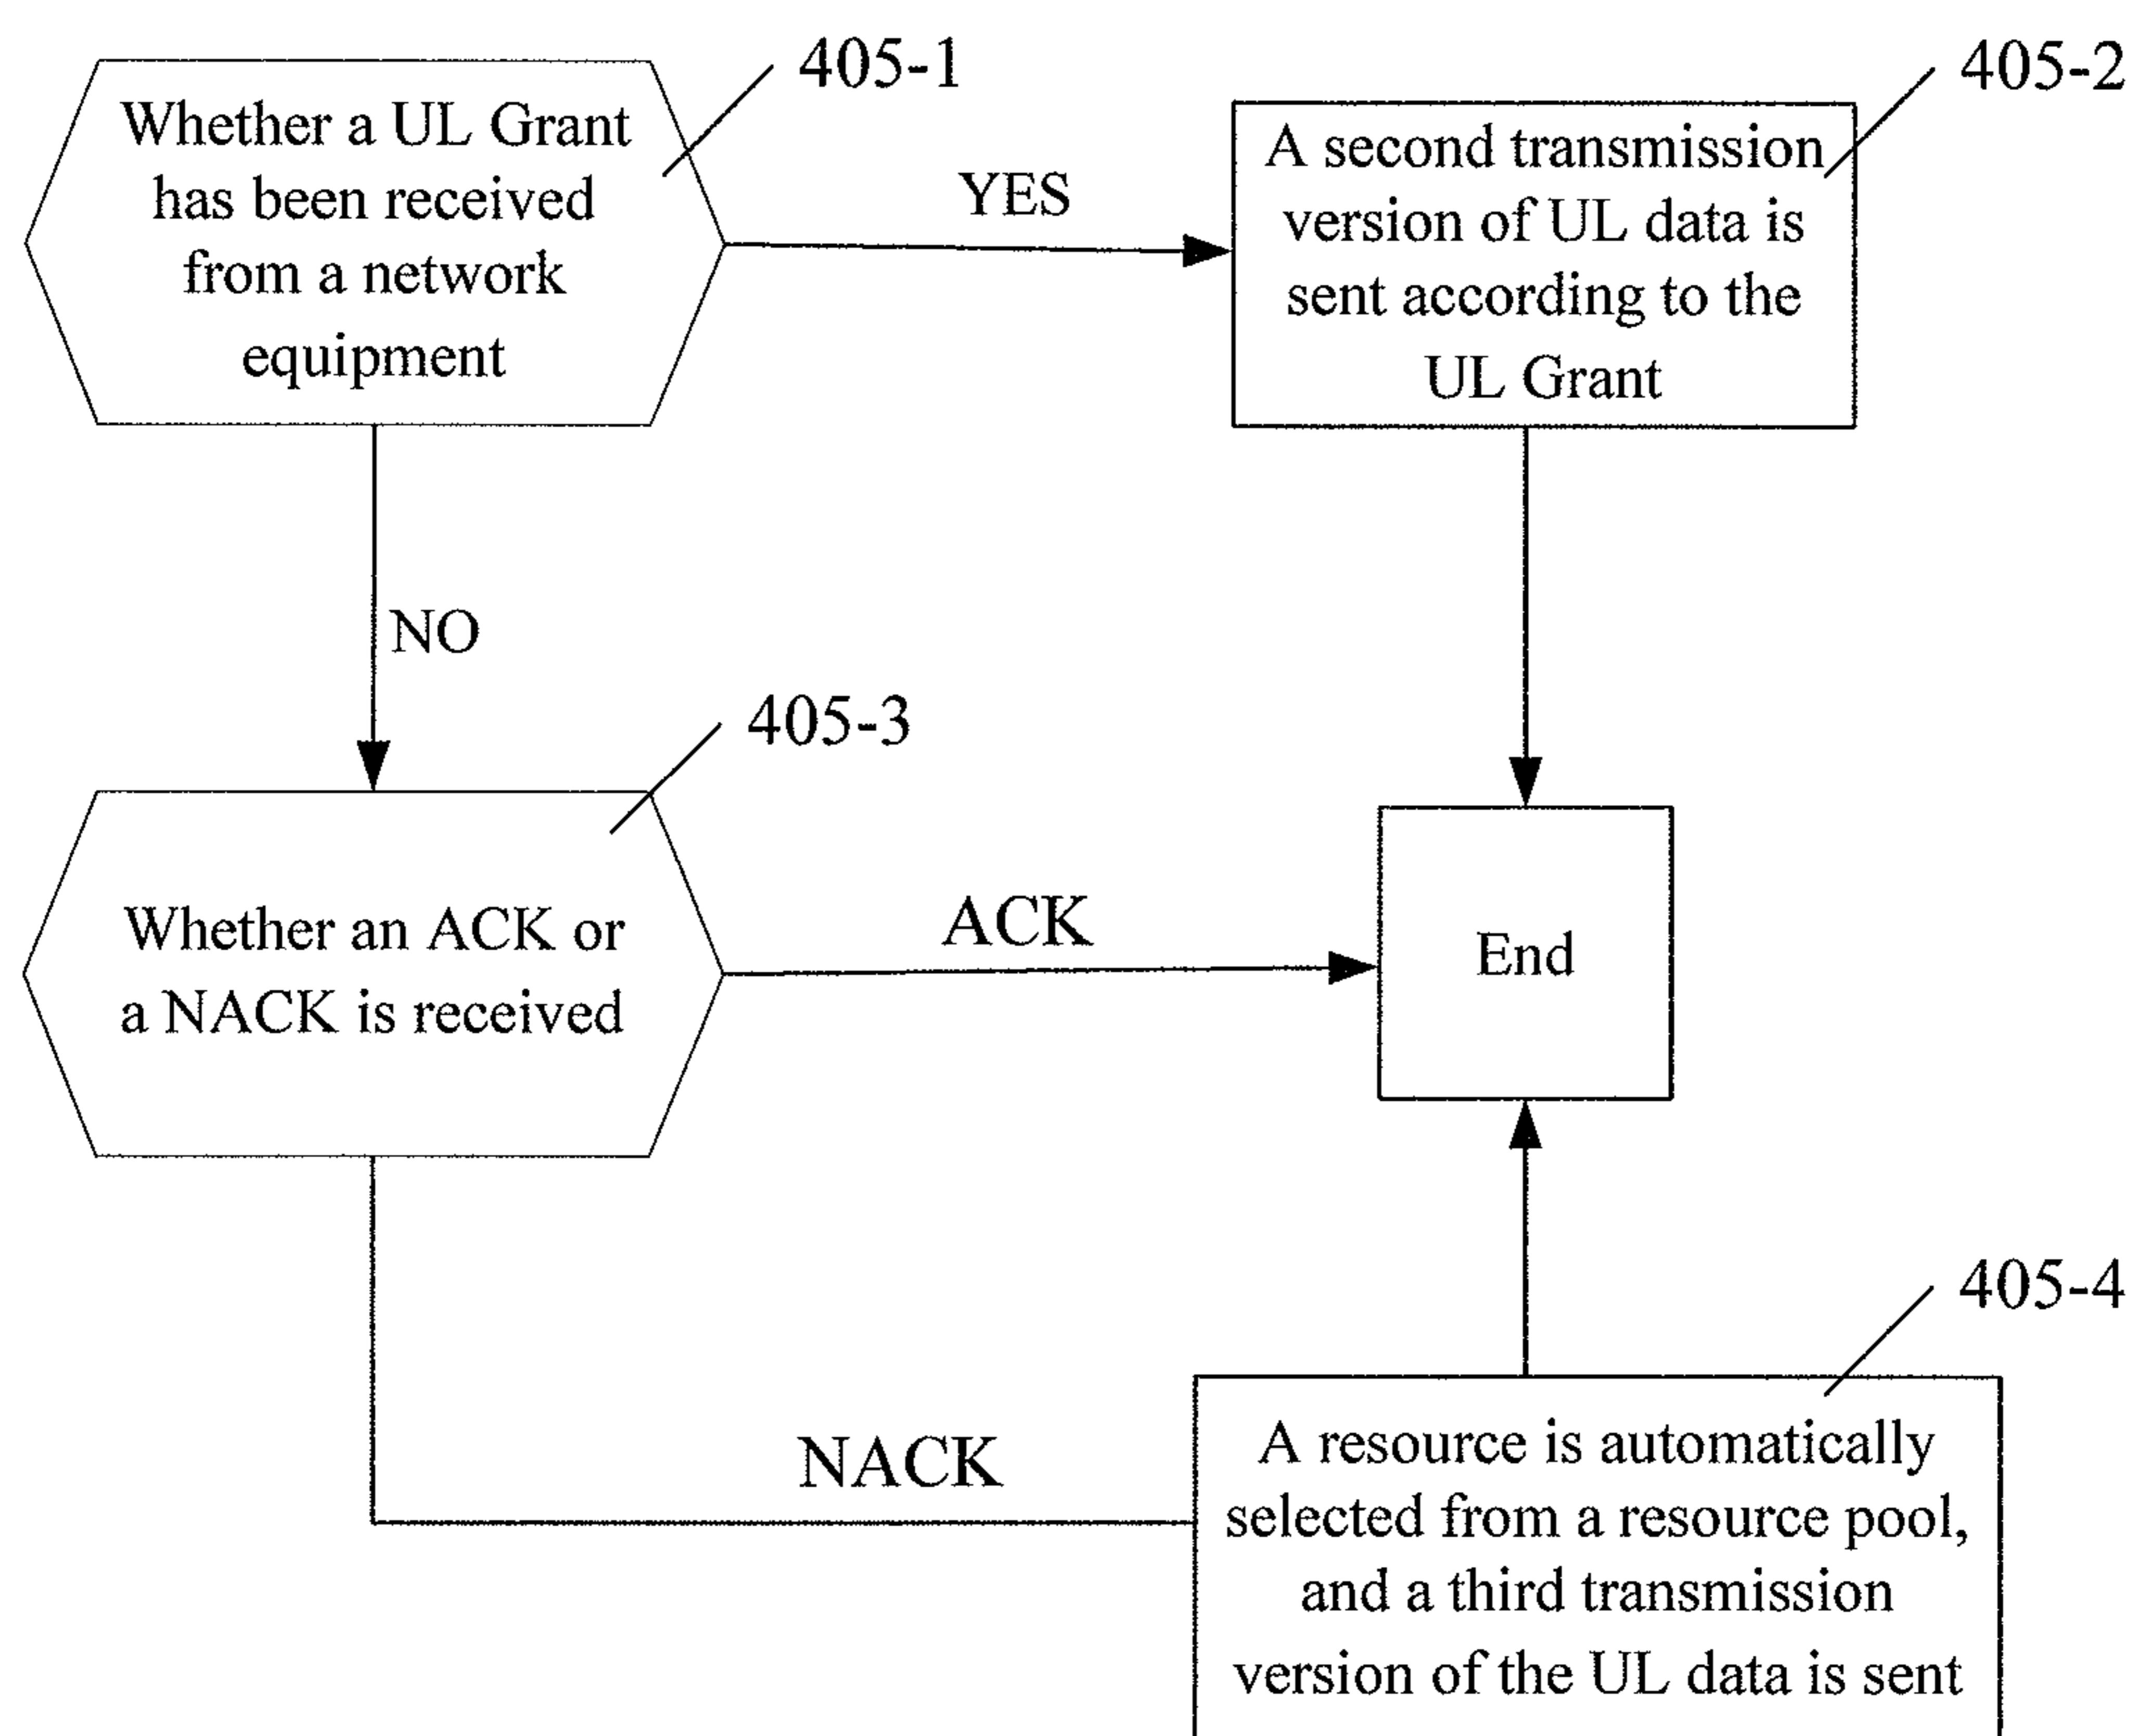 405-1
Whether a UL Grant
has been received
from a network
equipment
YES
405-2
A second transmission
version of UL data is
sent according to the
UL Grant
NO
405-3
Whether an ACK or
a NACK is received
ACK
End
NACK
405-4
A resource is automatically
selected from a resource pool,
and a third transmission
version of the UL data is sent